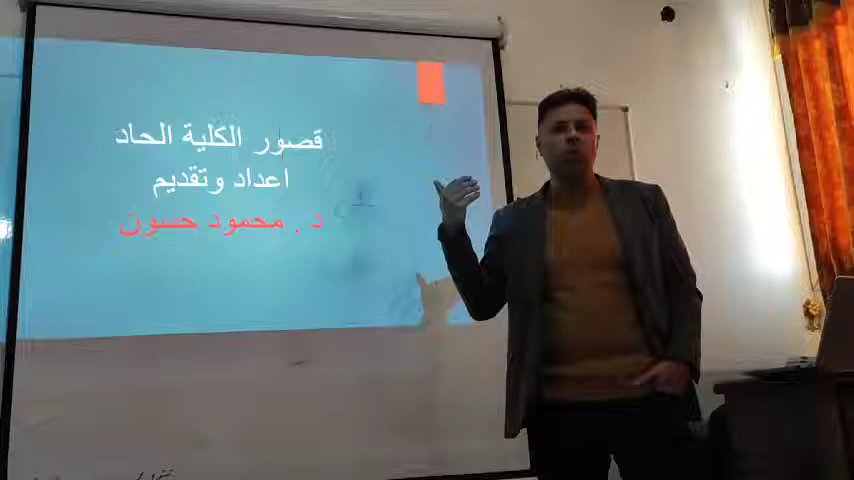 قصور الكلية الحاد
اعداد وتقديم
د . محمود حسون